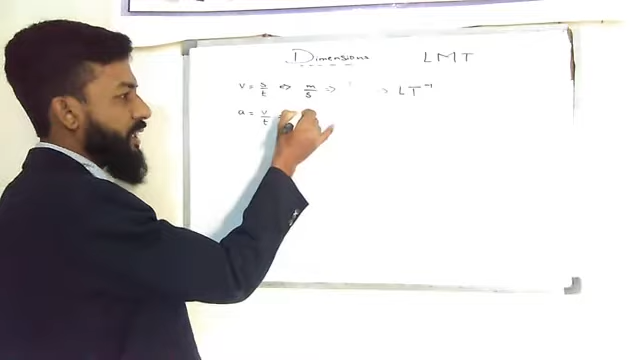 Dimensions LMT
v = s/t ⇒ m/s ⇒ ⇒ LT⁻¹
a = v/t =